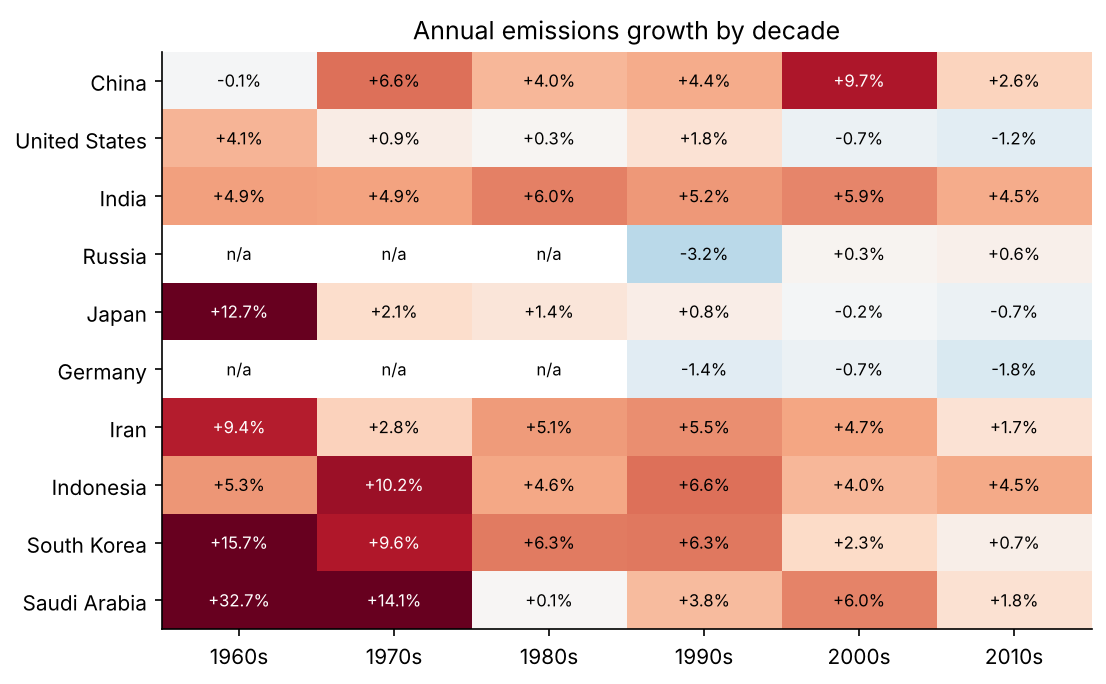 Annual emissions growth by decade
China -0.1% +6.6% +4.0% +4.4% +9.7% +2.6%
United States +4.1% +0.9% +0.3% +1.8% -0.7% -1.2%
India +4.9% +4.9% +6.0% +5.2% +5.9% +4.5%
Russia n/a n/a n/a -3.2% +0.3% +0.6%
Japan +12.7% +2.1% +1.4% +0.8% -0.2% -0.7%
Germany n/a n/a n/a -1.4% -0.7% -1.8%
Iran +9.4% +2.8% +5.1% +5.5% +4.7% +1.7%
Indonesia +5.3% +10.2% +4.6% +6.6% +4.0% +4.5%
South Korea +15.7% +9.6% +6.3% +6.3% +2.3% +0.7%
Saudi Arabia +32.7% +14.1% +0.1% +3.8% +6.0% +1.8%
1960s 1970s 1980s 1990s 2000s 2010s